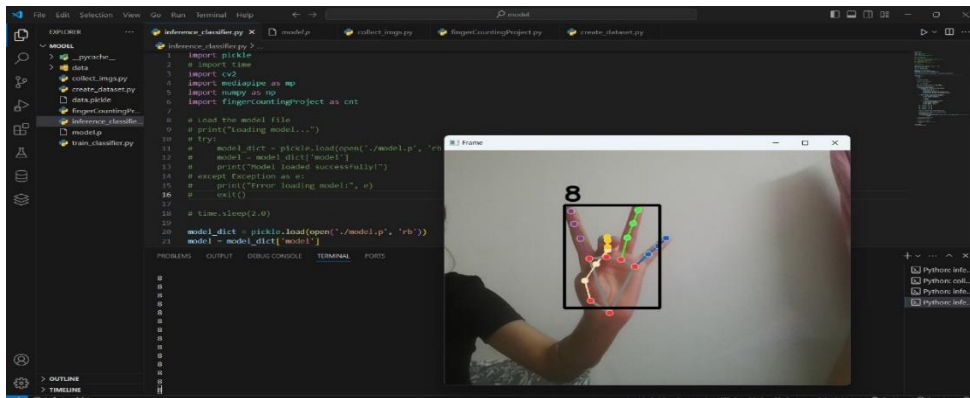 File Edit Selection View Go Run Terminal Help
model
EXPLORER
inference_classifier.py
model.p
collect_imgs.py
fingerCountingProject.py
create_dataset.py
MODEL
__pycache__
data
collect_imgs.py
create_dataset.py
data.pickle
fingerCountingPr...
inference_classifie...
model.p
train_classifier.py
inference_classifier.py > ...
1 import pickle
2 # import time
3 import cv2
4 import mediapipe as mp
5 import numpy as np
6 import fingerCountingProject as cnt
7
8 # Load the model file
9 # print("Loading model...")
10 # try:
11 # model_dict = pickle.load(open('./model.p', 'rb
12 # model = model_dict['model']
13 # print("Model loaded successfully!")
14 # except Exception as e:
15 # print("Error loading model:", e)
16 # exit()
17
18 # time.sleep(2.0)
19
20 model_dict = pickle.load(open('./model.p', 'rb'))
21 model = model_dict['model']
Frame
8
PROBLEMS OUTPUT DEBUG CONSOLE TERMINAL PORTS
8
8
8
8
8
8
8
8
8
8
8
8
8
8
Python: infe...
Python: coll...
Python: infe...
Python: infe...
OUTLINE
TIMELINE